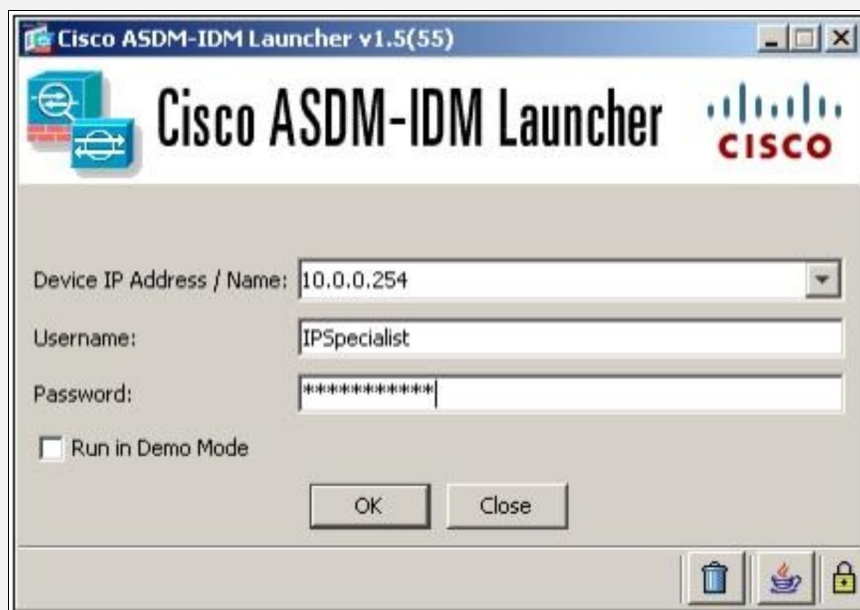 Cisco ASDM-IDM Launcher v1.5(55)
Cisco ASDM-IDM Launcher
CISCO
Device IP Address / Name: 10.0.0.254
Username: IPSpecialist
Password: ***********
Run in Demo Mode
OK Close